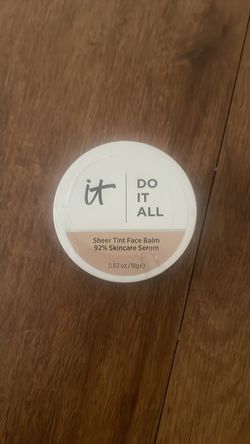 it
DO
IT
ALL
Sheer Tint Face Balm
92% Skincare Serum
0.63 oz/18g℮